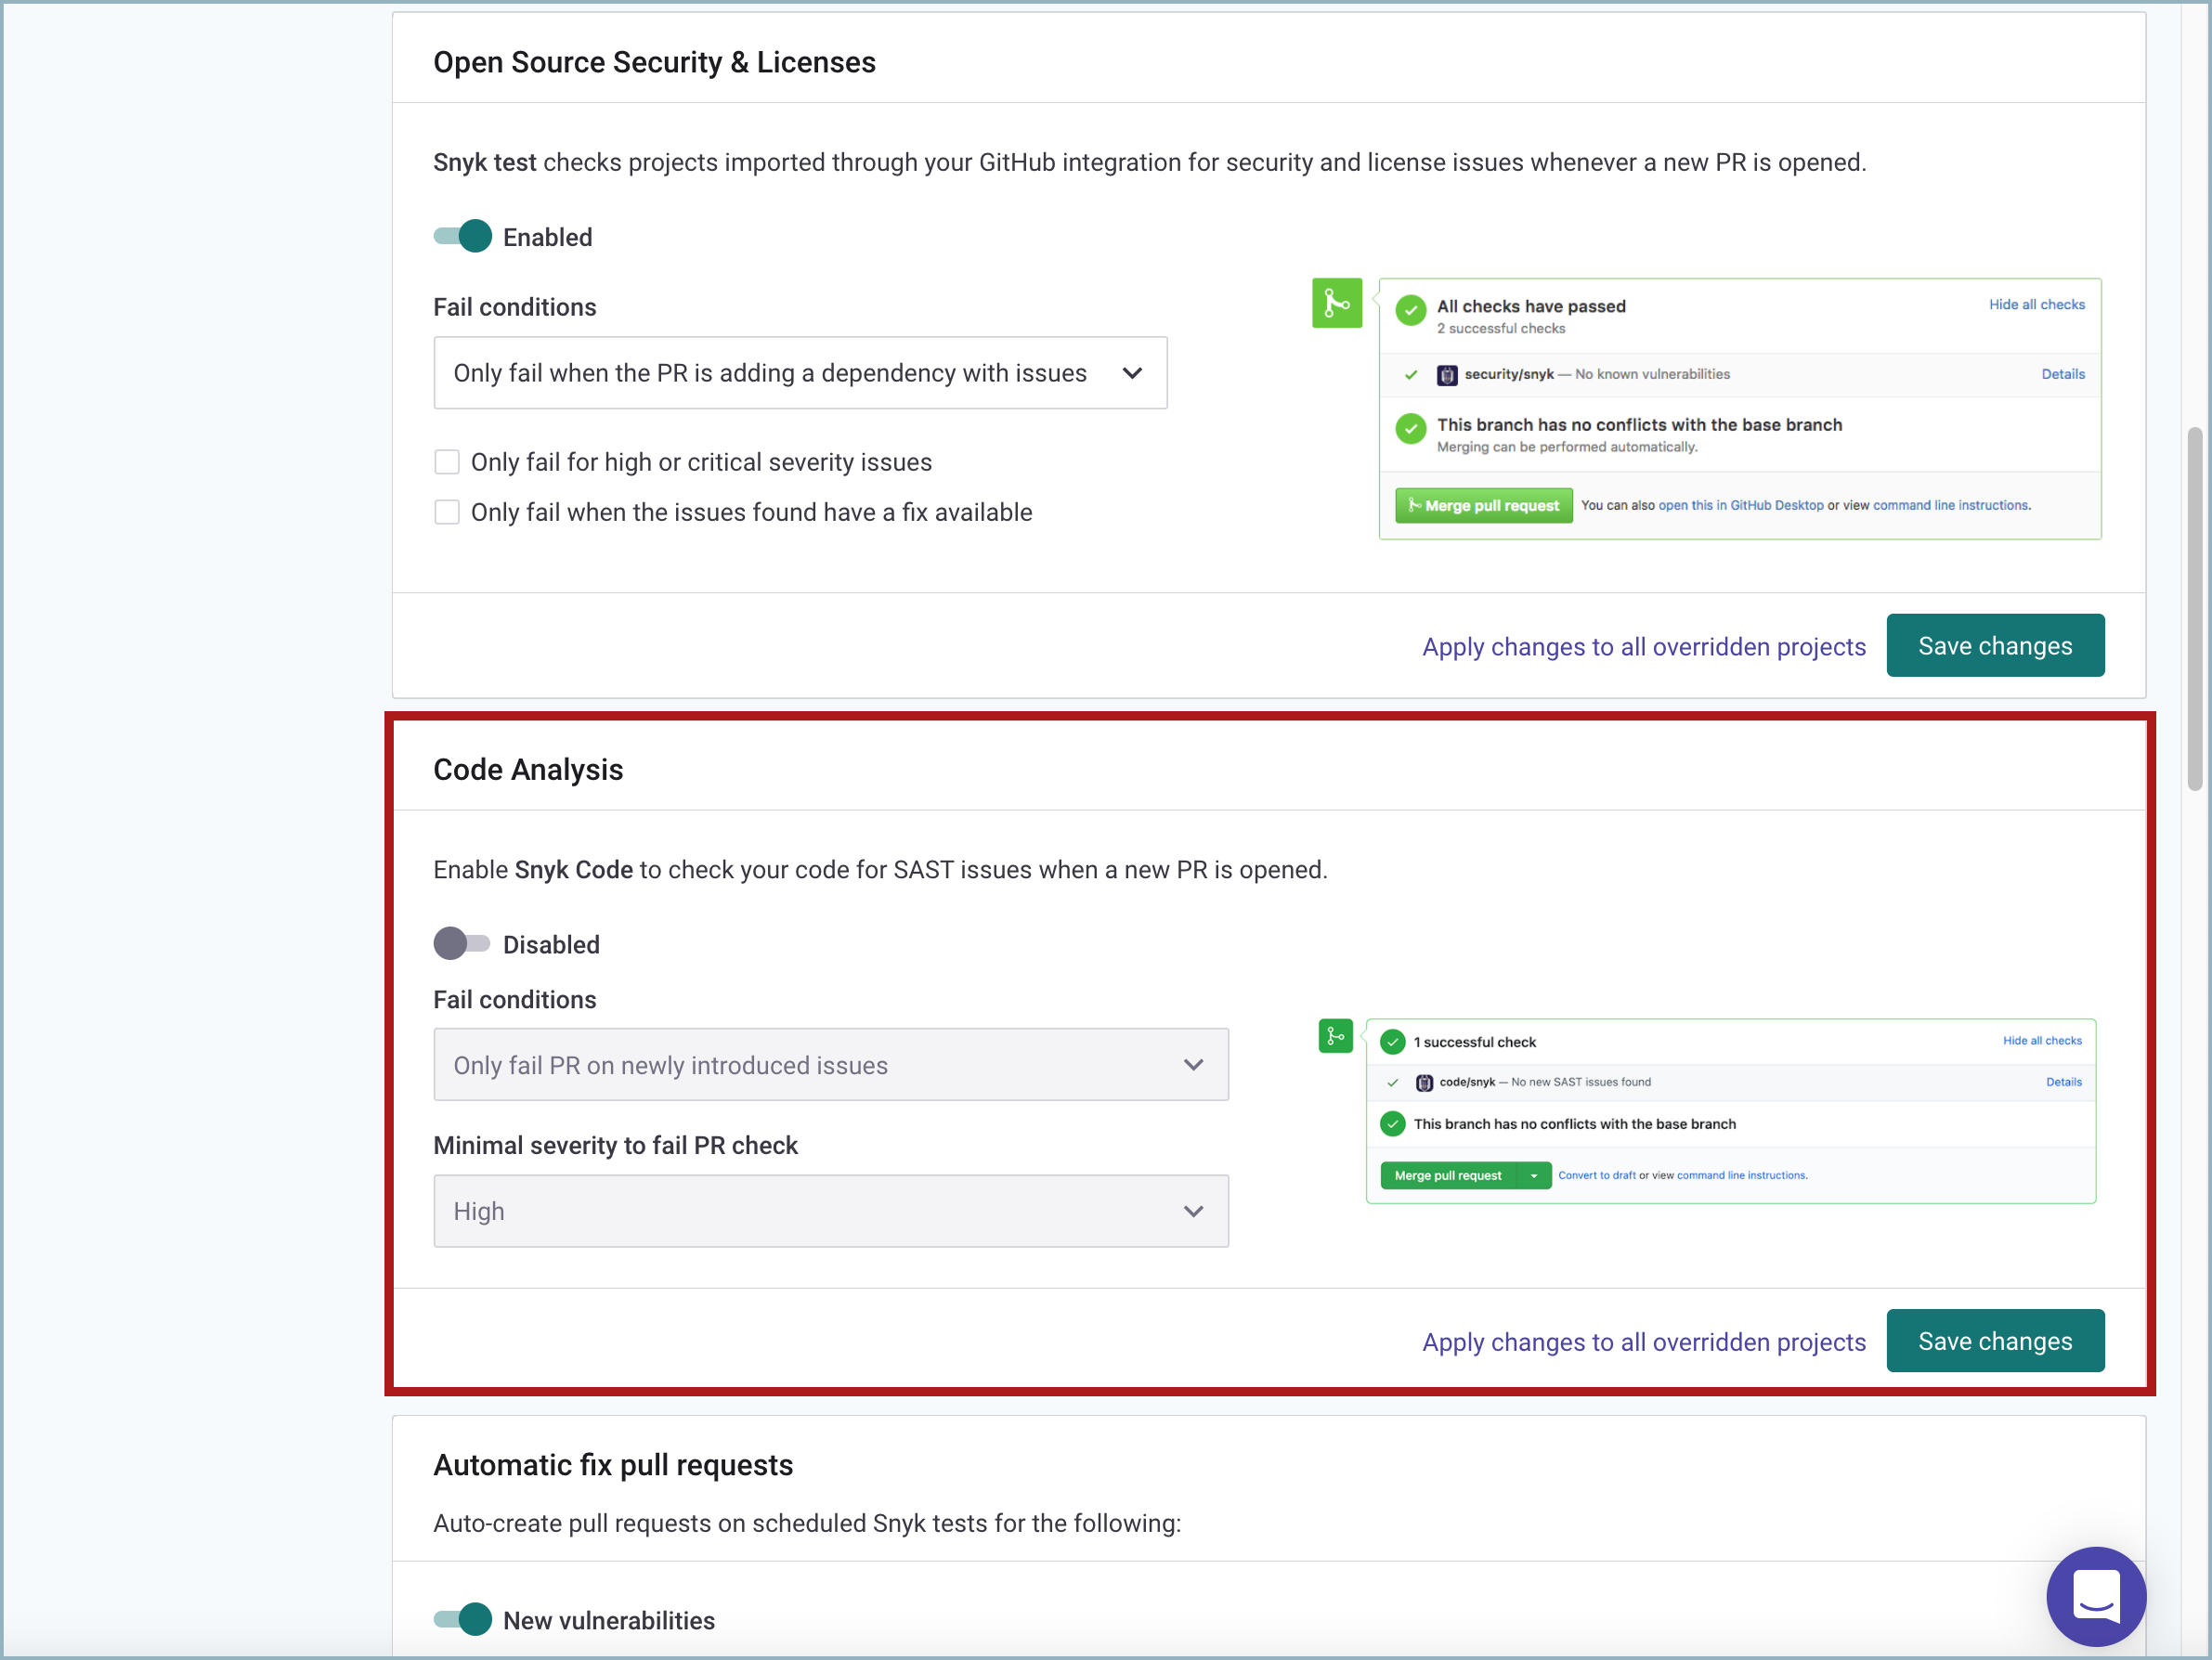 Open Source Security & Licenses
Snyk test checks projects imported through your GitHub integration for security and license issues whenever a new PR is opened.
Enabled
Fail conditions
Only fail when the PR is adding a dependency with issues
Only fail for high or critical severity issues
Only fail when the issues found have a fix available
All checks have passed
Hide all checks
2 successful checks
security/snyk — No known vulnerabilities
Details
This branch has no conflicts with the base branch
Merging can be performed automatically.
Merge pull request
You can also open this in GitHub Desktop or view command line instructions.
Apply changes to all overridden projects
Save changes
Code Analysis
Enable Snyk Code to check your code for SAST issues when a new PR is opened.
Disabled
Fail conditions
Only fail PR on newly introduced issues
Minimal severity to fail PR check
High
1 successful check
Hide all checks
code/snyk — No new SAST issues found
Details
This branch has no conflicts with the base branch
Merge pull request
Convert to draft or view command line instructions.
Apply changes to all overridden projects
Save changes
Automatic fix pull requests
Auto-create pull requests on scheduled Snyk tests for the following:
New vulnerabilities